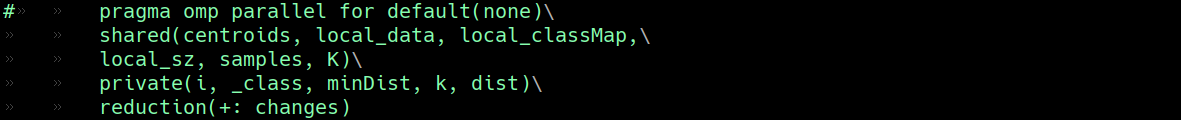 #»   »   pragma omp parallel for default(none)\
»   »   shared(centroids, local_data, local_classMap,\
»   »   local_sz, samples, K)\
»   »   private(i, _class, minDist, k, dist)\
»   »   reduction(+: changes)